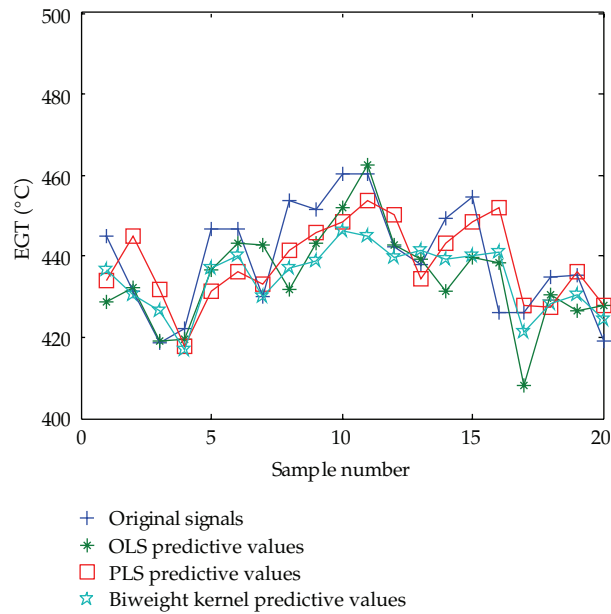 500
480
460
440
420
400
EGT (°C)
0
5
10
15
20
Sample number
Original signals
OLS predictive values
PLS predictive values
Biweight kernel predictive values